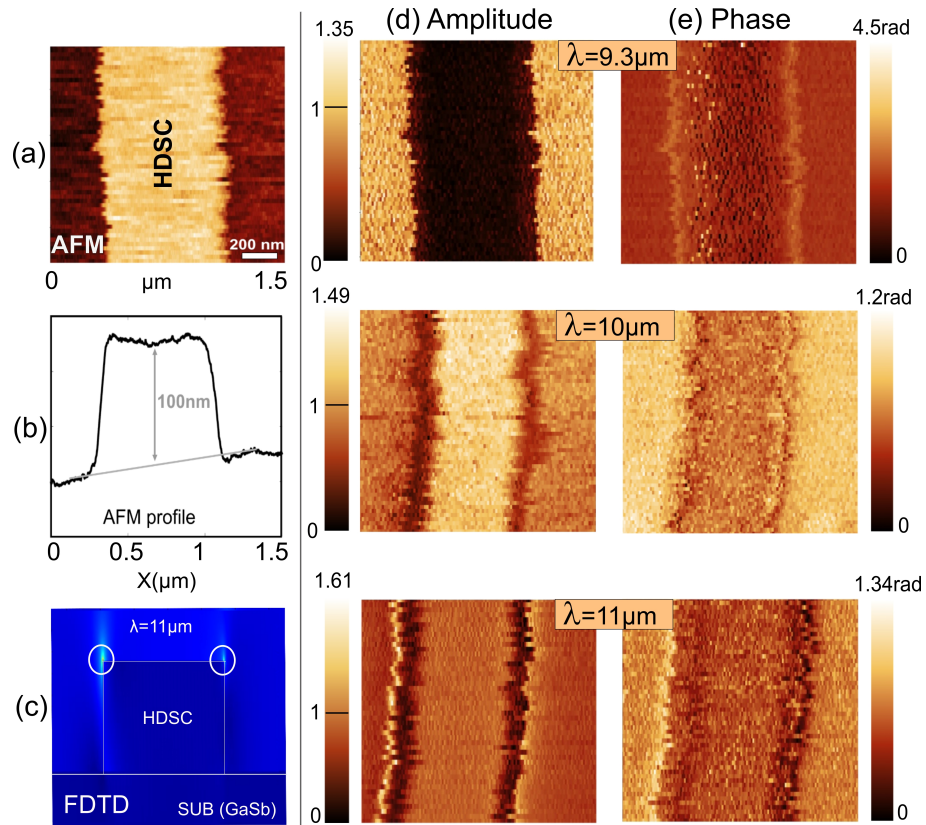 (d) Amplitude
(e) Phase
(a)
HDSC
AFM
200 nm
0
µm
1.5
1.35
1
0
λ=9.3µm
4.5rad
0
(b)
100nm
AFM profile
0
0.5
1
1.5
X(µm)
1.49
1
0
λ=10µm
1.2rad
0
(c)
λ=11µm
HDSC
FDTD
SUB (GaSb)
1.61
1
0
λ=11µm
1.34rad
0